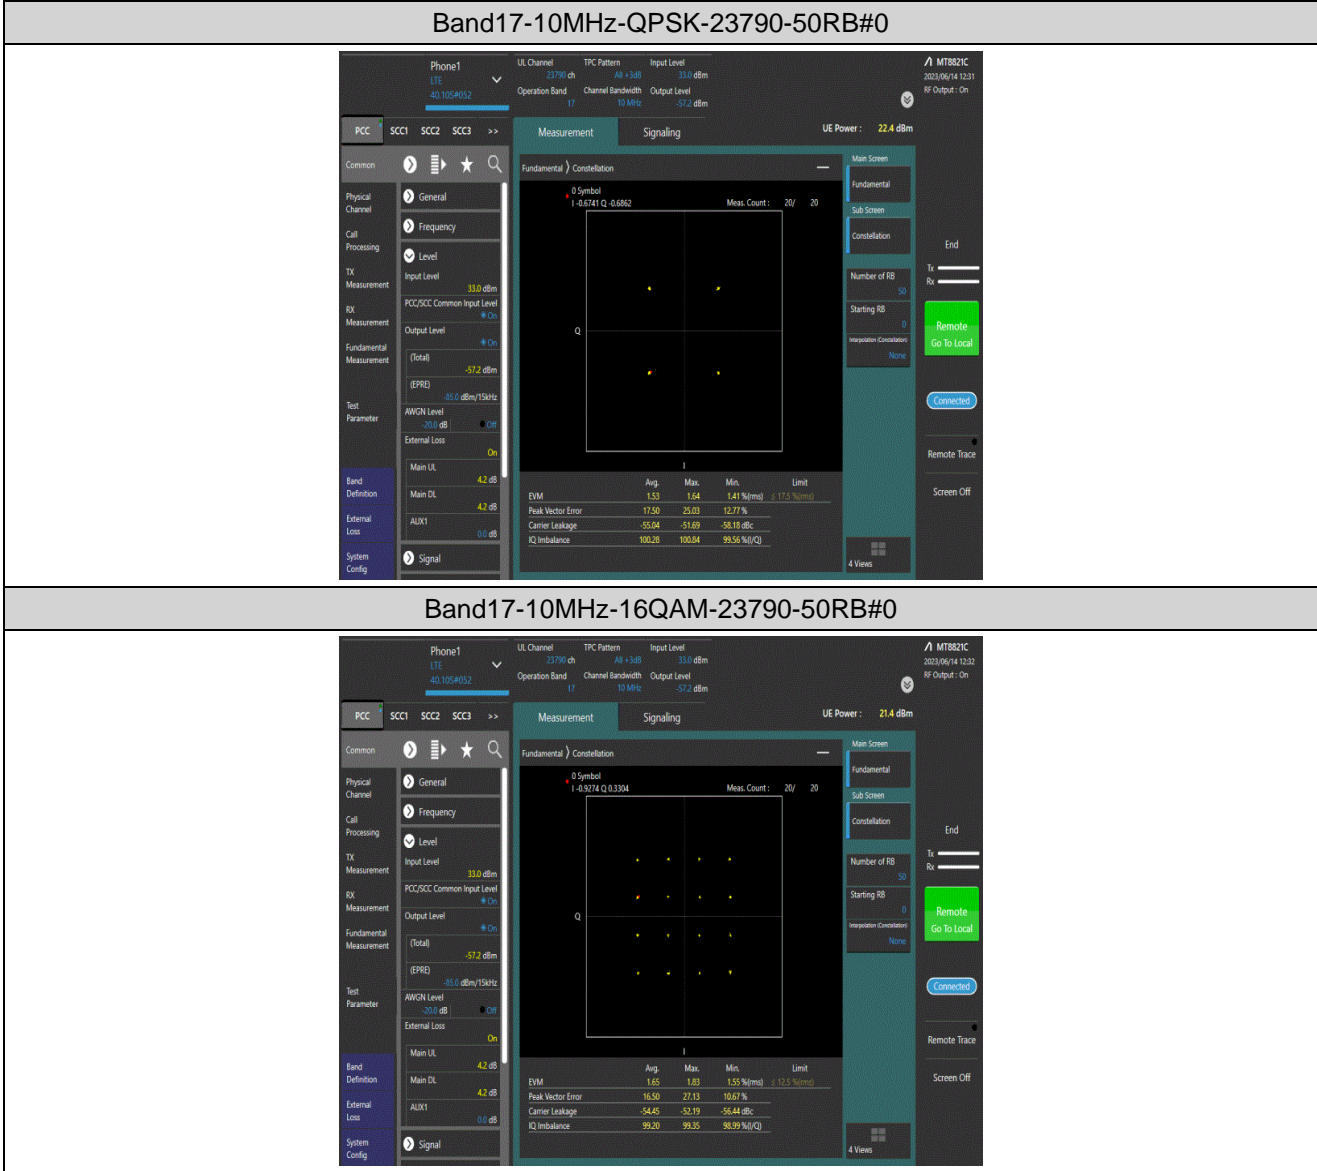 Band17-10MHz-QPSK-23790-50RB#0
Phone1
LTE
40.10S#052
UL Channel TPC Pattern Input Level
23790 ch All +3dB 33.0 dBm
Operation Band Channel Bandwidth Output Level
17 10 MHz -57.2 dBm
MT8821C
2023/06/14 12:31
RF Output : On
PCC SCC1 SCC2 SCC3 >>
Measurement Signaling
UE Power : 22.4 dBm
Common
Physical Channel
Call Processing
TX Measurement
RX Measurement
Fundamental Measurement
Test Parameter
Band Definition
External Loss
System Config
General
Frequency
Level
Input Level
33.0 dBm
PCC/SCC Common Input Level
On
Output Level
On
(Total)
-57.2 dBm
(EPRE)
-85.0 dBm/15kHz
AWGN Level
-20.0 dB Off
External Loss
On
Main UL
4.2 dB
Main DL
4.2 dB
AUX1
0.0 dB
Signal
Fundamental Constellation
0 Symbol
I -0.6741 Q -0.6862 Meas. Count : 20/ 20
Q
I
Avg. Max. Min. Limit
EVM 1.53 1.64 1.41 %(rms) ≤ 17.5 %(rms)
Peak Vector Error 17.50 25.03 12.77 %
Carrier Leakage -55.04 -51.69 -58.18 dBc
IQ Imbalance 100.28 100.84 99.56 %(I/Q)
Main Screen
Fundamental
Sub Screen
Constellation
Number of RB
50
Starting RB
0
Interpolation (Constellation)
None
4 Views
End
Tx
Rx
Remote
Go To Local
Connected
Remote Trace
Screen Off
Band17-10MHz-16QAM-23790-50RB#0
Phone1
LTE
40.10S#052
UL Channel TPC Pattern Input Level
23790 ch All +3dB 33.0 dBm
Operation Band Channel Bandwidth Output Level
17 10 MHz -57.2 dBm
MT8821C
2023/06/14 12:32
RF Output : On
PCC SCC1 SCC2 SCC3 >>
Measurement Signaling
UE Power : 21.4 dBm
Common
Physical Channel
Call Processing
TX Measurement
RX Measurement
Fundamental Measurement
Test Parameter
Band Definition
External Loss
System Config
General
Frequency
Level
Input Level
33.0 dBm
PCC/SCC Common Input Level
On
Output Level
On
(Total)
-57.2 dBm
(EPRE)
-85.0 dBm/15kHz
AWGN Level
-20.0 dB Off
External Loss
On
Main UL
4.2 dB
Main DL
4.2 dB
AUX1
0.0 dB
Signal
Fundamental Constellation
0 Symbol
I -0.9274 Q 0.3304 Meas. Count : 20/ 20
Q
I
Avg. Max. Min. Limit
EVM 1.65 1.83 1.55 %(rms) ≤ 12.5 %(rms)
Peak Vector Error 16.50 27.13 10.67 %
Carrier Leakage -54.45 -52.19 -56.44 dBc
IQ Imbalance 99.20 99.35 98.99 %(I/Q)
Main Screen
Fundamental
Sub Screen
Constellation
Number of RB
50
Starting RB
0
Interpolation (Constellation)
None
4 Views
End
Tx
Rx
Remote
Go To Local
Connected
Remote Trace
Screen Off